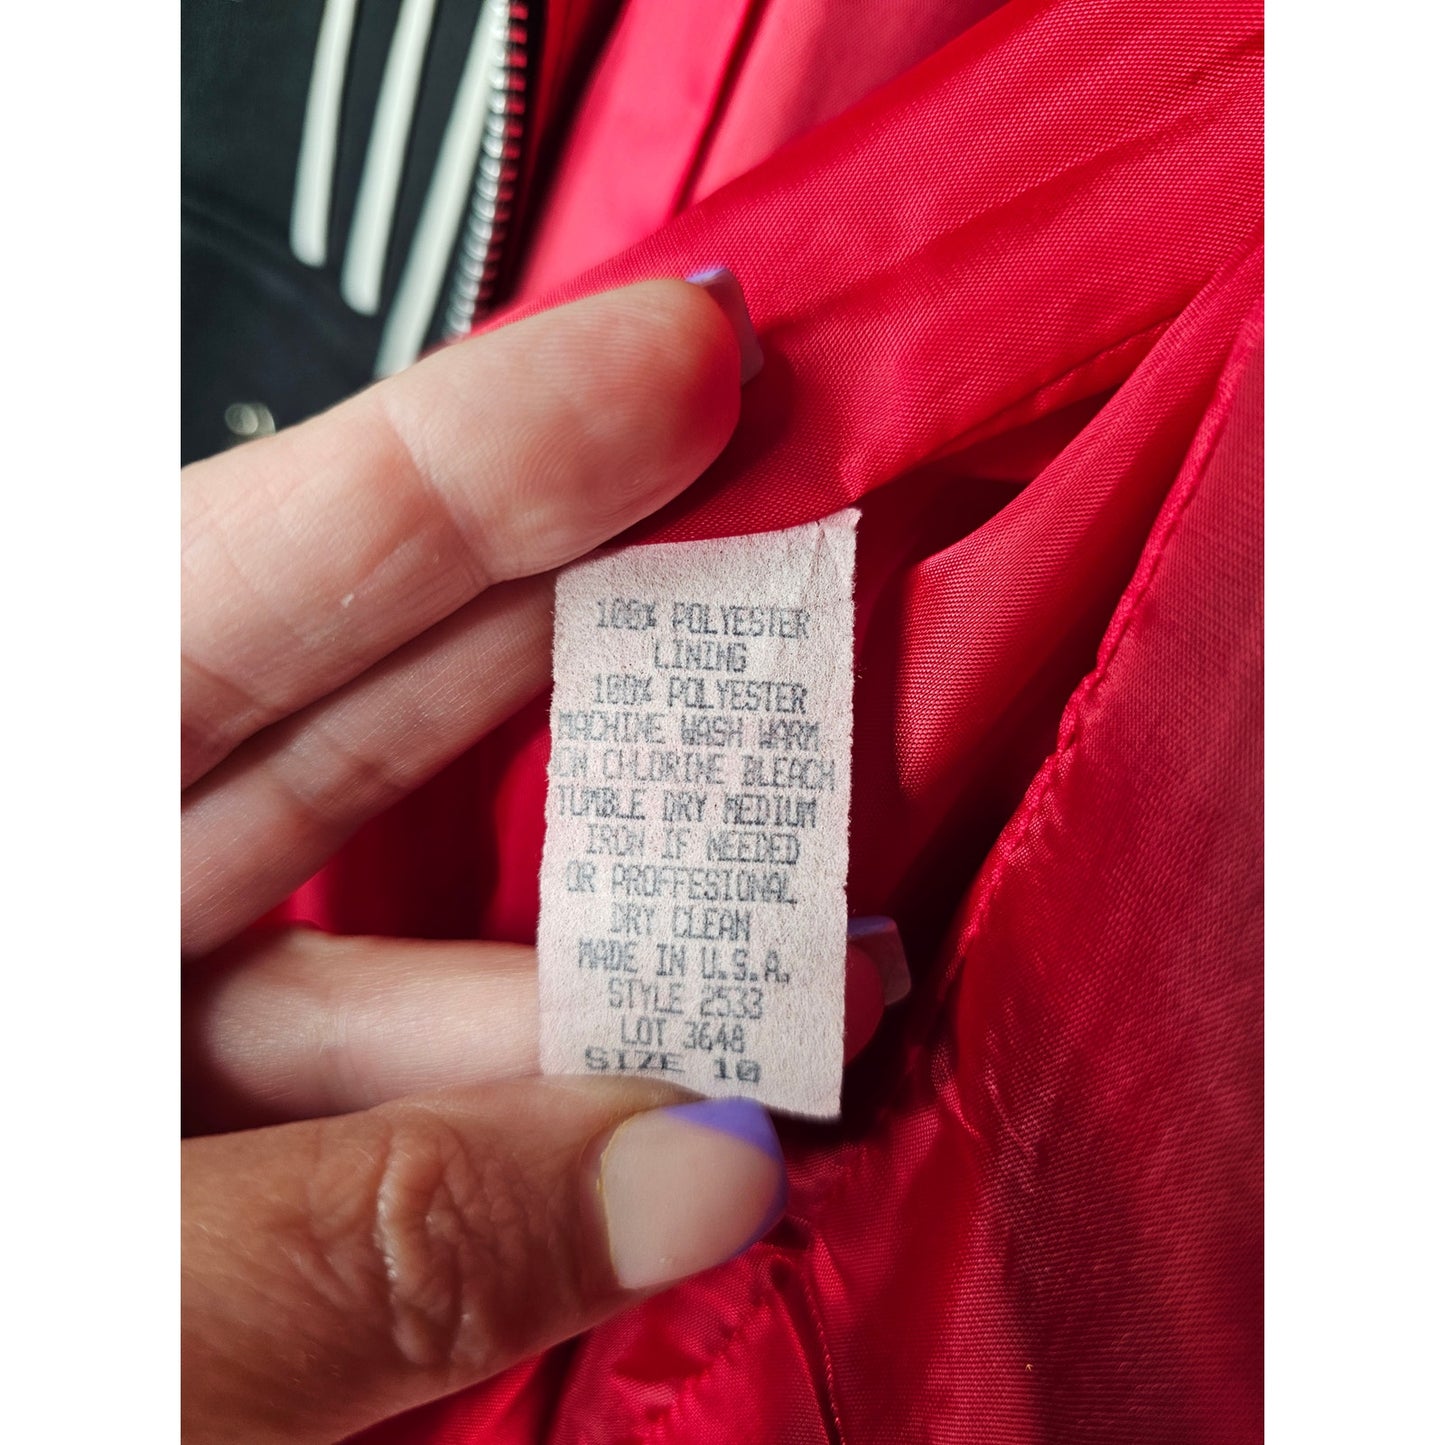 100% POLYESTER
LINING
100% POLYESTER
MACHINE WASH WARM
CHLORINE BLEACH
TUMBLE DRY MEDIUM
IRON IF NEEDED
OR PROFFESIONAL
DRY CLEAN
MADE IN U.S.A.
STYLE 2533
LOT 3648
SIZE 10